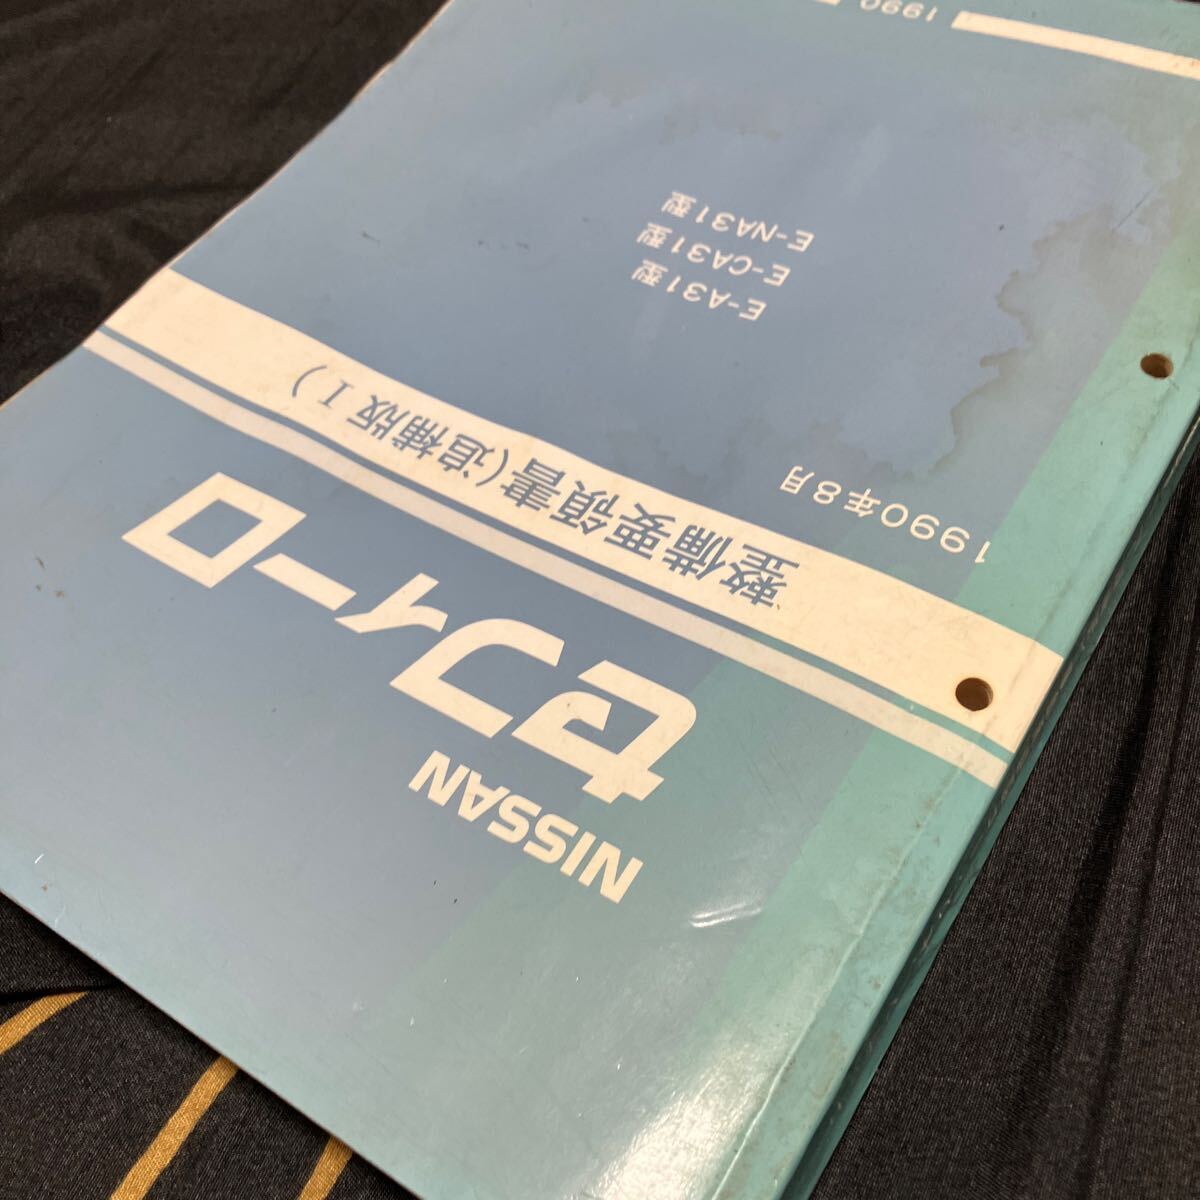 NISSAN
セフィーロ
整備要領書(追補版Ⅰ)
1990年8月
E-A31型
E-CA31型
E-NA31型
1990